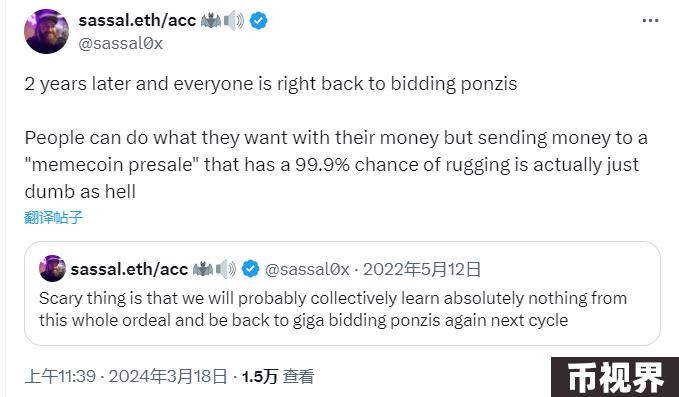 sassal.eth/acc 🦇🔊
@sassal0x
2 years later and everyone is right back to bidding ponzis
People can do what they want with their money but sending money to a
"memecoin presale" that has a 99.9% chance of rugging is actually just
dumb as hell
翻译帖子
sassal.eth/acc 🦇🔊 @sassal0x · 2022年5月12日
Scary thing is that we will probably collectively learn absolutely nothing from
this whole ordeal and be back to giga bidding ponzis again next cycle
上午11:39 · 2024年3月18日 · 1.5万 查看
币视界